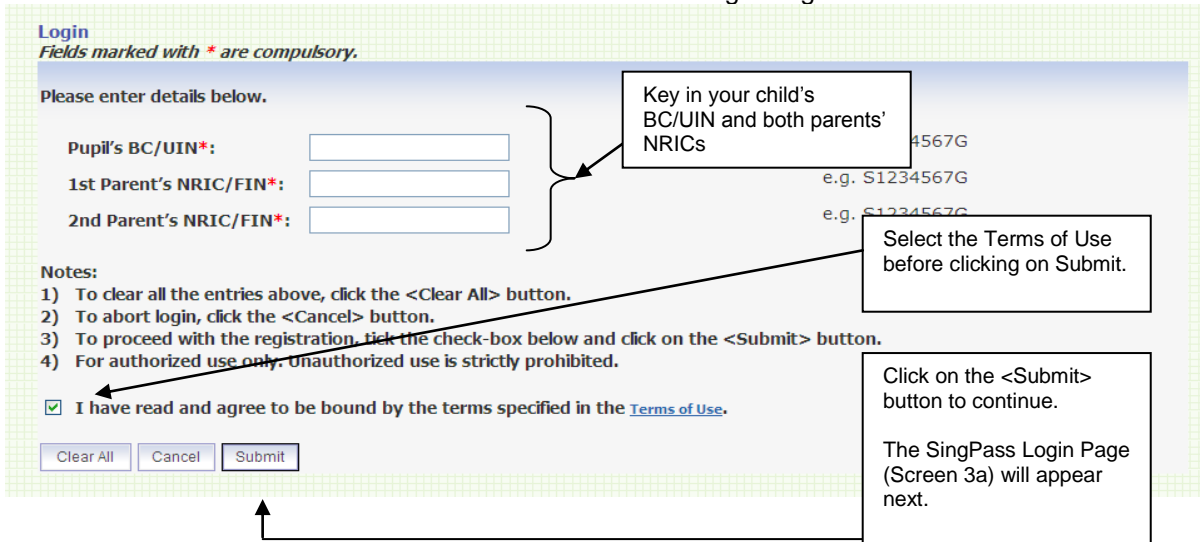 Login
Fields marked with * are compulsory.
Please enter details below.
Key in your child's
BC/UIN and both parents'
NRICs
Pupil's BC/UIN*:
4567G
1st Parent's NRIC/FIN*:
e.g. S1234567G
2nd Parent's NRIC/FIN*:
e.g. S1234567G
Select the Terms of Use
before clicking on Submit.
Notes:
1) To clear all the entries above, click the <Clear All> button.
2) To abort login, click the <Cancel> button.
3) To proceed with the registration, tick the check-box below and click on the <Submit> button.
4) For authorized use only. Unauthorized use is strictly prohibited.
Click on the <Submit>
button to continue.
The SingPass Login Page
(Screen 3a) will appear
next.
I have read and agree to be bound by the terms specified in the Terms of Use.
Clear All Cancel Submit